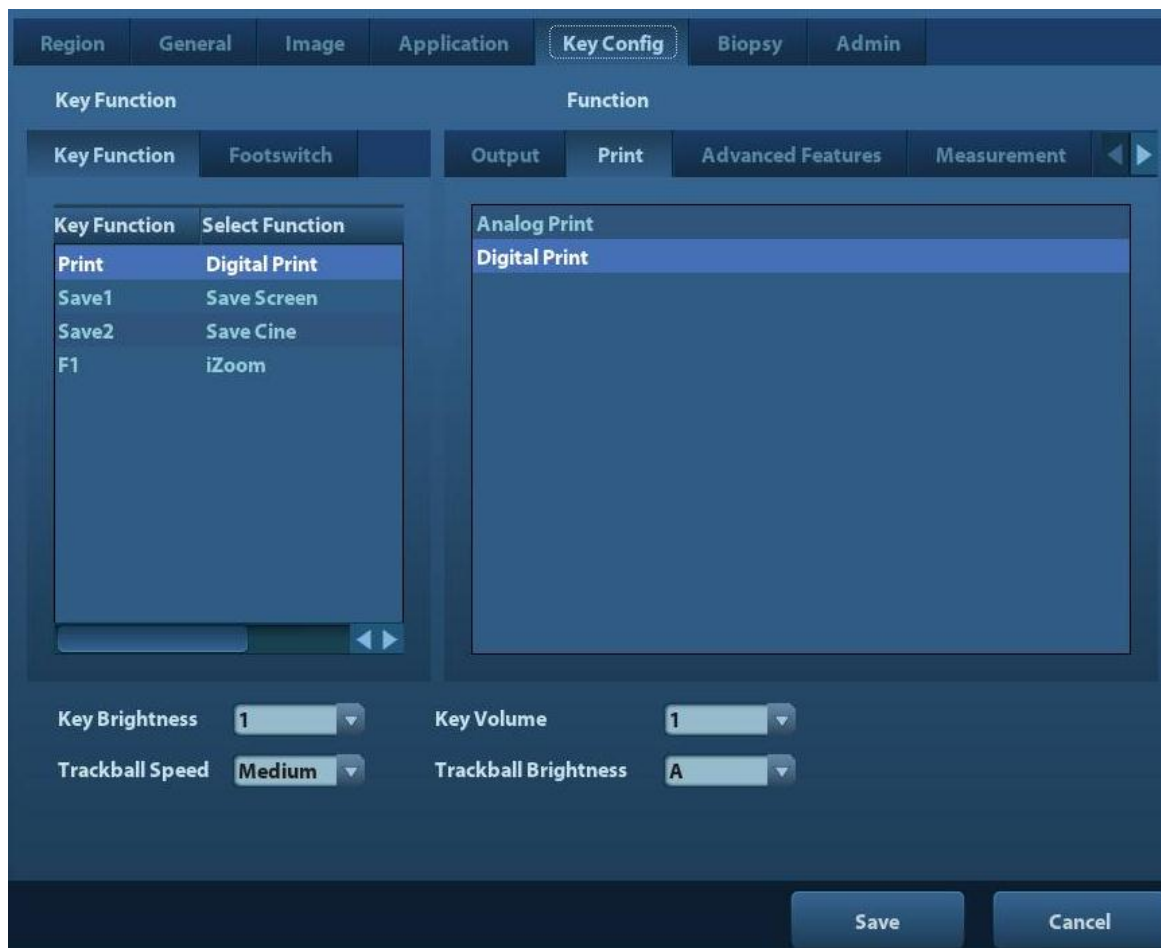 Region General Image Application Key Config Biopsy Admin
Key Function Function
Key Function Footswitch Output Print Advanced Features Measurement
Key Function Select Function
Print Digital Print
Save1 Save Screen
Save2 Save Cine
F1 iZoom
Analog Print
Digital Print
Key Brightness 1 Key Volume 1
Trackball Speed Medium Trackball Brightness A
Save Cancel